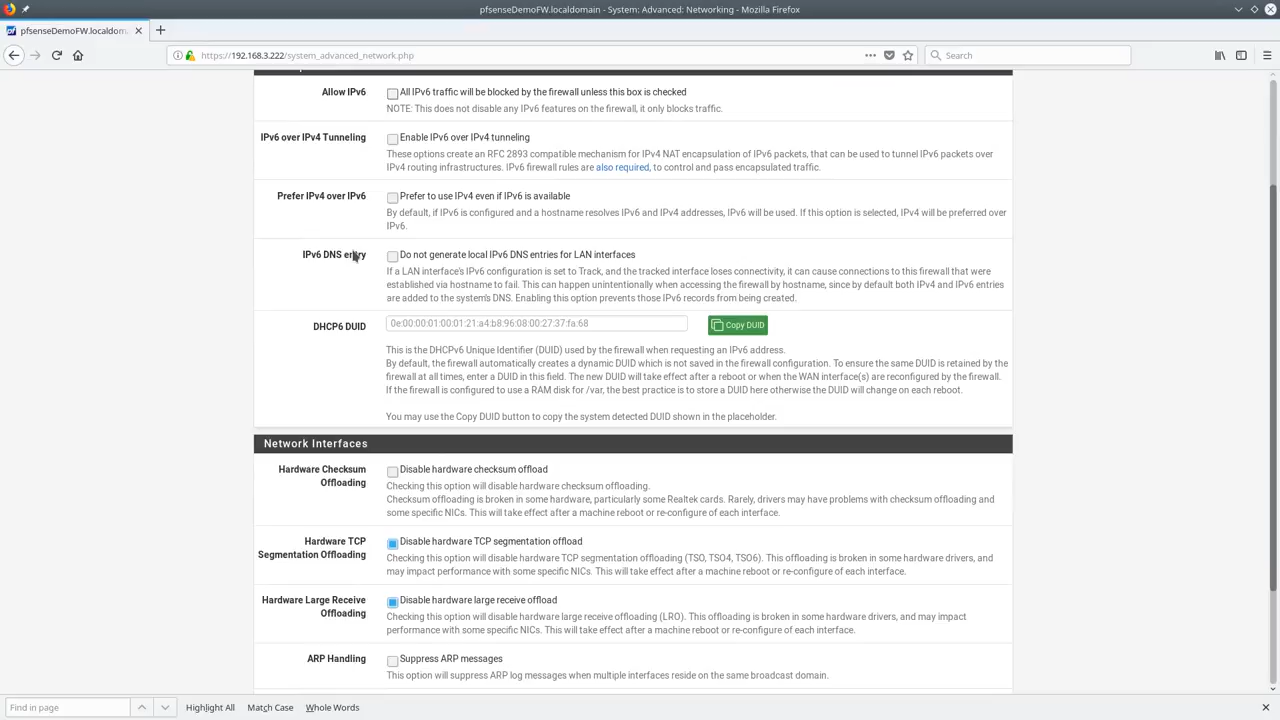 pfsenseDemoFW.localdomain - System: Advanced: Networking - Mozilla Firefox
pfsenseDemoFW.localdom
https://192.168.3.222/system_advanced_network.php
Search
Allow IPv6
All IPv6 traffic will be blocked by the firewall unless this box is checked
NOTE: This does not disable any IPv6 features on the firewall, it only blocks traffic.
IPv6 over IPv4 Tunneling
Enable IPv6 over IPv4 tunneling
These options create an RFC 2893 compatible mechanism for IPv4 NAT encapsulation of IPv6 packets, that can be used to tunnel IPv6 packets over
IPv4 routing infrastructures. IPv6 firewall rules are also required, to control and pass encapsulated traffic.
Prefer IPv4 over IPv6
Prefer to use IPv4 even if IPv6 is available
By default, if IPv6 is configured and a hostname resolves IPv6 and IPv4 addresses, IPv6 will be used. If this option is selected, IPv4 will be preferred over
IPv6.
IPv6 DNS entry
Do not generate local IPv6 DNS entries for LAN interfaces
If a LAN interface's IPv6 configuration is set to Track, and the tracked interface loses connectivity, it can cause connections to this firewall that were
established via hostname to fail. This can happen unintentionally when accessing the firewall by hostname, since by default both IPv4 and IPv6 entries
are added to the system's DNS. Enabling this option prevents those IPv6 records from being created.
DHCP6 DUID
0e:00:00:01:00:01:21:a4:b8:96:08:00:27:37:fa:68
Copy DUID
This is the DHCPv6 Unique Identifier (DUID) used by the firewall when requesting an IPv6 address.
By default, the firewall automatically creates a dynamic DUID which is not saved in the firewall configuration. To ensure the same DUID is retained by the
firewall at all times, enter a DUID in this field. The new DUID will take effect after a reboot or when the WAN interface(s) are reconfigured by the firewall.
If the firewall is configured to use a RAM disk for /var, the best practice is to store a DUID here otherwise the DUID will change on each reboot.
You may use the Copy DUID button to copy the system detected DUID shown in the placeholder.
Network Interfaces
Hardware Checksum
Offloading
Disable hardware checksum offload
Checking this option will disable hardware checksum offloading.
Checksum offloading is broken in some hardware, particularly some Realtek cards. Rarely, drivers may have problems with checksum offloading and
some specific NICs. This will take effect after a machine reboot or re-configure of each interface.
Hardware TCP
Segmentation Offloading
Disable hardware TCP segmentation offload
Checking this option will disable hardware TCP segmentation offloading (TSO, TSO4, TSO6). This offloading is broken in some hardware drivers, and
may impact performance with some specific NICs. This will take effect after a machine reboot or re-configure of each interface.
Hardware Large Receive
Offloading
Disable hardware large receive offload
Checking this option will disable hardware large receive offloading (LRO). This offloading is broken in some hardware drivers, and may impact
performance with some specific NICs. This will take effect after a machine reboot or re-configure of each interface.
ARP Handling
Suppress ARP messages
This option will suppress ARP log messages when multiple interfaces reside on the same broadcast domain.
Find in page
Highlight All
Match Case
Whole Words